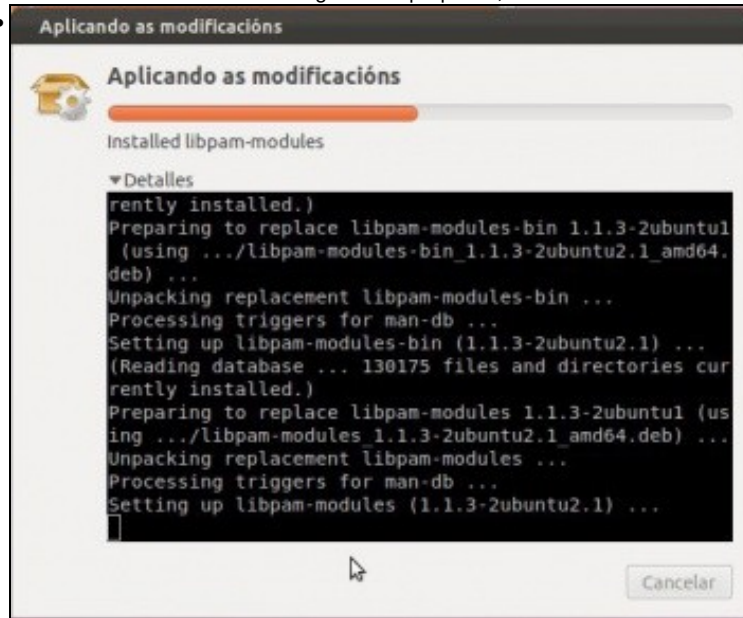 Aplicando as modificacións
Aplicando as modificacións
Installed libpam-modules
▾Detalles
rently installed.)
Preparing to replace libpam-modules-bin 1.1.3-2ubuntu1
(using .../libpam-modules-bin_1.1.3-2ubuntu2.1_amd64.
deb) ...
Unpacking replacement libpam-modules-bin ...
Processing triggers for man-db ...
Setting up libpam-modules-bin (1.1.3-2ubuntu2.1) ...
(Reading database ... 130175 files and directories cur
rently installed.)
Preparing to replace libpam-modules 1.1.3-2ubuntu1 (us
ing .../libpam-modules_1.1.3-2ubuntu2.1_amd64.deb) ...
Unpacking replacement libpam-modules ...
Processing triggers for man-db ...
Setting up libpam-modules (1.1.3-2ubuntu2.1) ...
Cancelar